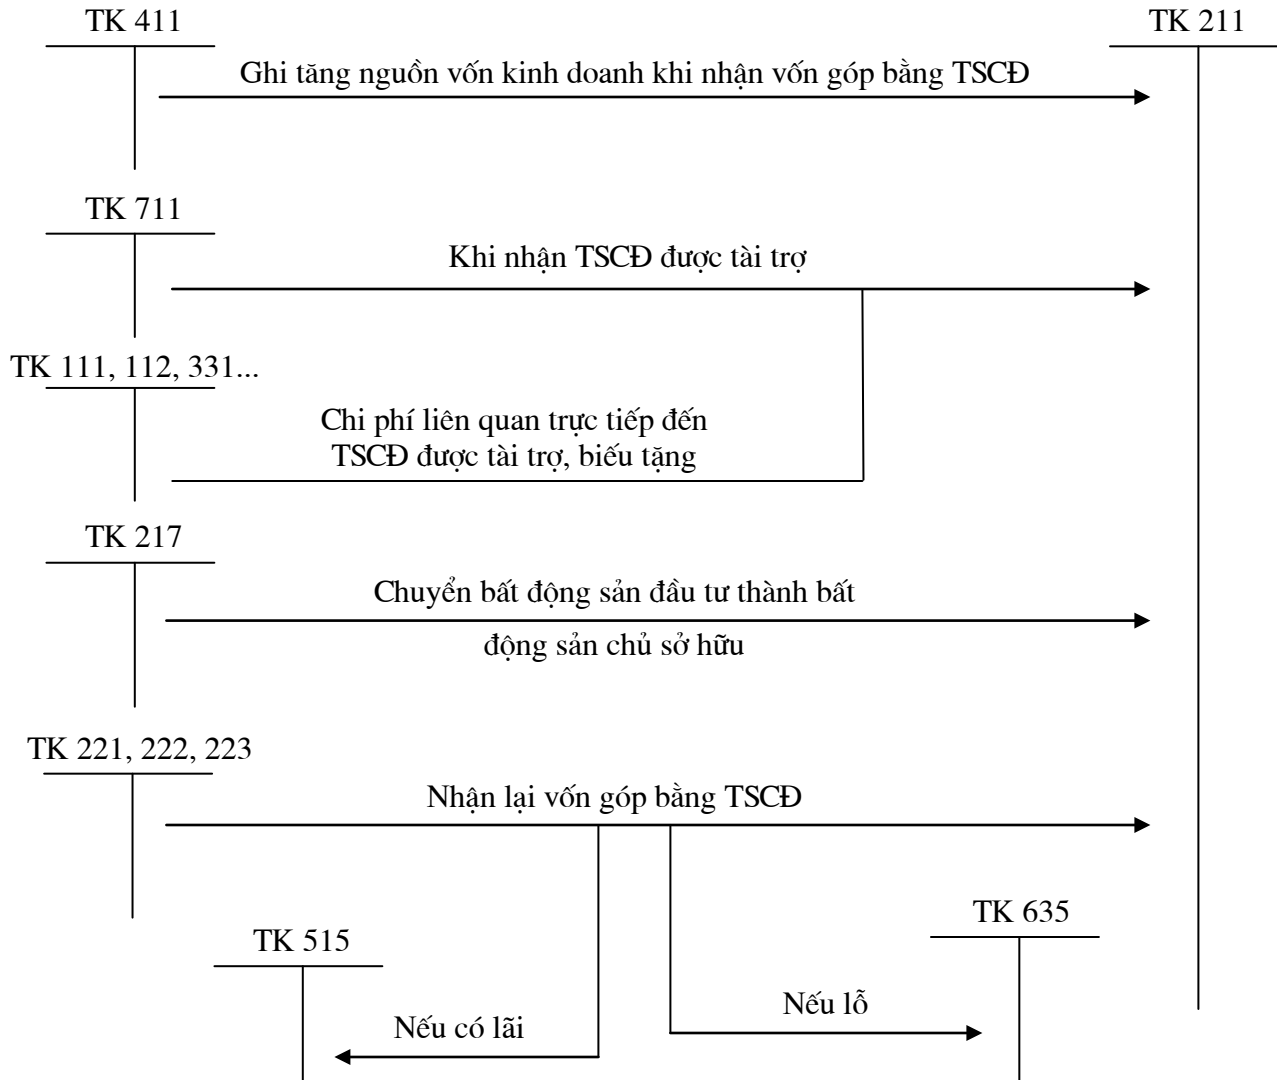 TK 411
TK 211
Ghi tăng nguồn vốn kinh doanh khi nhận vốn góp bằng TSCĐ
TK 711
Khi nhận TSCĐ được tài trợ
TK 111, 112, 331...
Chi phí liên quan trực tiếp đến
TSCĐ được tài trợ, biếu tặng
TK 217
Chuyển bất động sản đầu tư thành bất
động sản chủ sở hữu
TK 221, 222, 223
Nhận lại vốn góp bằng TSCĐ
TK 635
TK 515
Nếu lỗ
Nếu có lãi